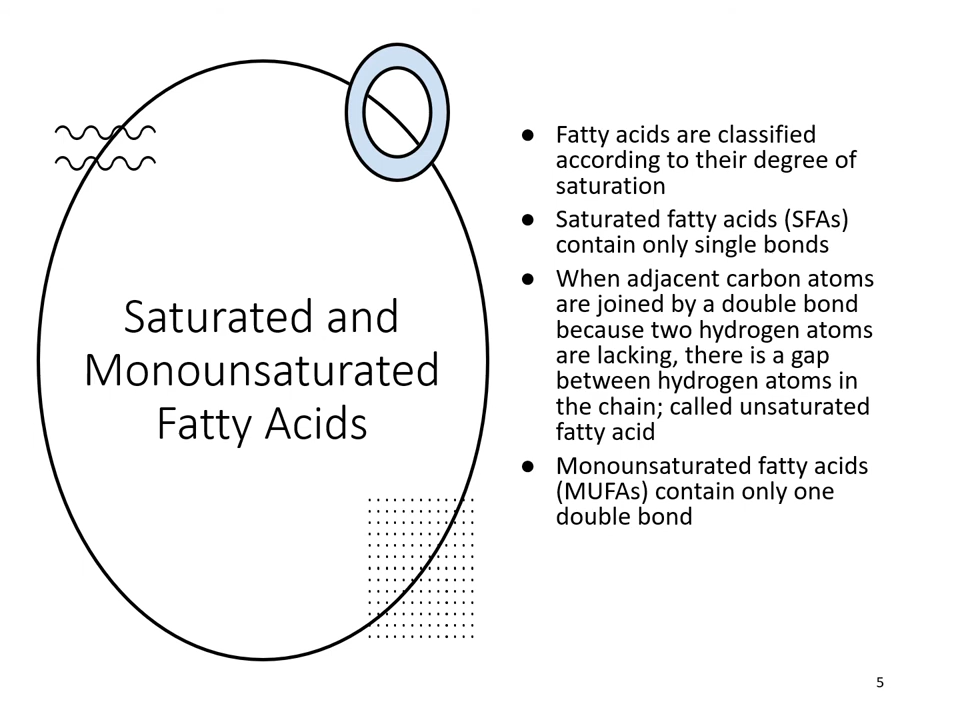 Saturated and
Monounsaturated
Fatty Acids
● Fatty acids are classified
according to their degree of
saturation
● Saturated fatty acids (SFAs)
contain only single bonds
● When adjacent carbon atoms
are joined by a double bond
because two hydrogen atoms
are lacking, there is a gap
between hydrogen atoms in
the chain; called unsaturated
fatty acid
● Monounsaturated fatty acids
(MUFAs) contain only one
double bond
5